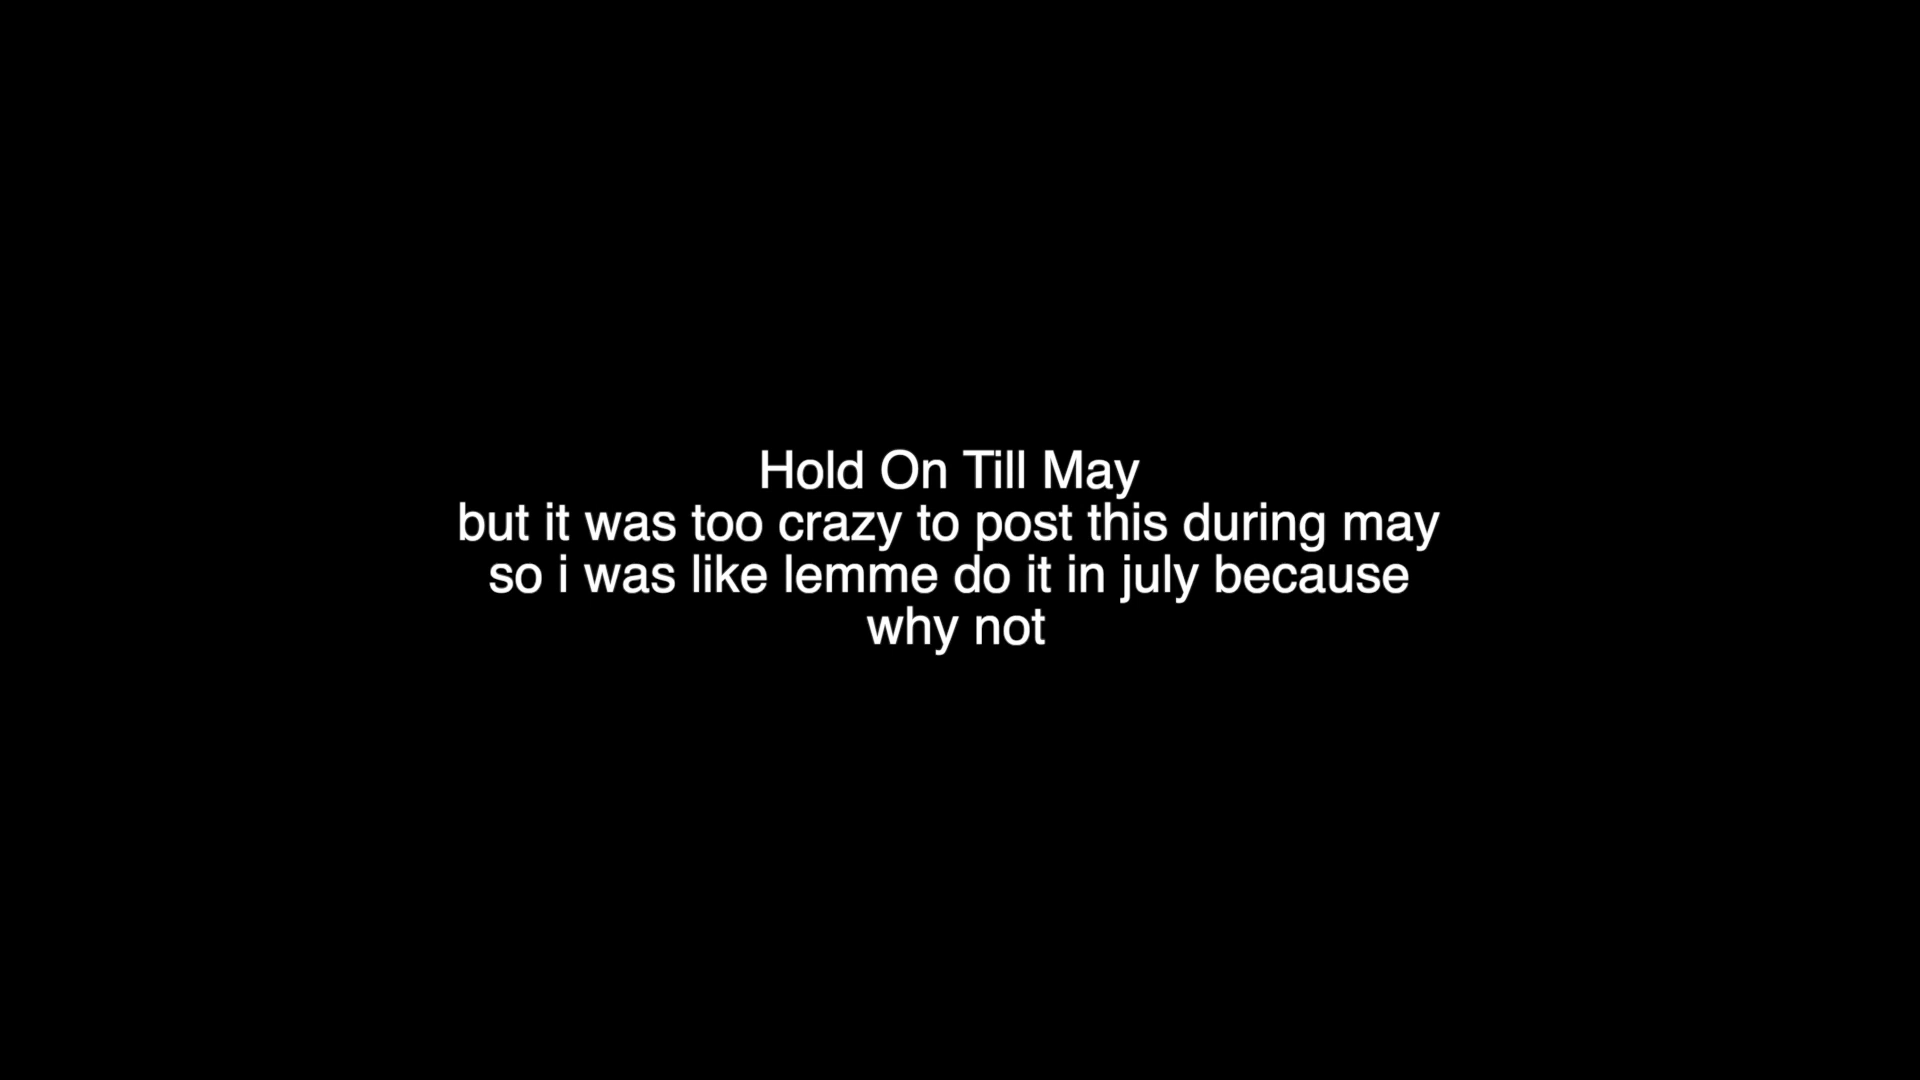 Hold On Till May
but it was too crazy to post this during may
so i was like lemme do it in july because
why not